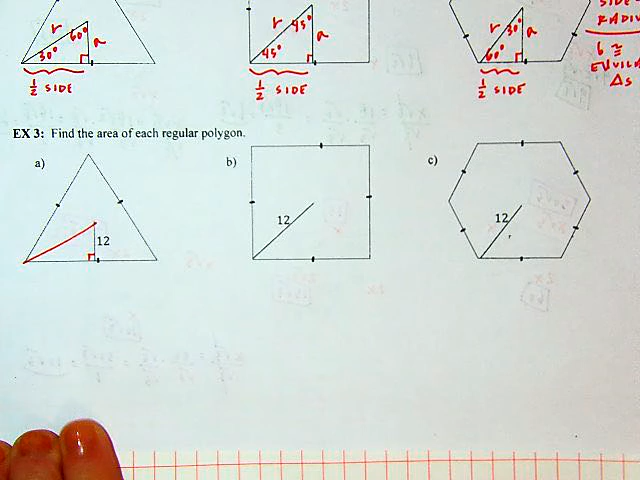 r 60° a
30°
1/2 SIDE
r 45° a
45°
1/2 SIDE
r 30° a
60°
1/2 SIDE
SIDE =
RADIU
6 ≅
EQUILA
Δs
EX 3: Find the area of each regular polygon.
a) b) c)
12 12 12